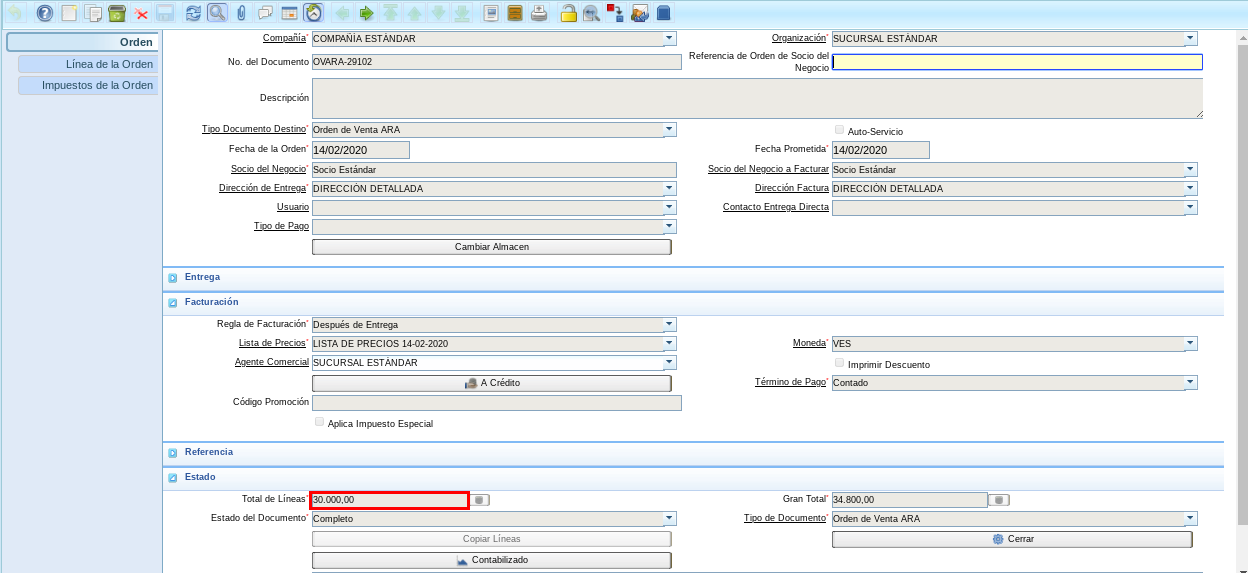 Orden
Línea de la Orden
Impuestos de la Orden
Compañía* COMPAÑÍA ESTÁNDAR Organización* SUCURSAL ESTÁNDAR
No. del Documento OVARA-29102 Referencia de Orden de Socio del Negocio
Descripción
Tipo Documento Destino* Orden de Venta ARA Auto-Servicio
Fecha de la Orden* 14/02/2020 Fecha Prometida* 14/02/2020
Socio del Negocio* Socio Estándar Socio del Negocio a Facturar Socio Estándar
Dirección de Entrega* DIRECCIÓN DETALLADA Dirección Factura DIRECCIÓN DETALLADA
Usuario Contacto Entrega Directa
Tipo de Pago
Cambiar Almacen
Entrega
Facturación
Regla de Facturación* Después de Entrega
Lista de Precios* LISTA DE PRECIOS 14-02-2020 Moneda* VES
Agente Comercial SUCURSAL ESTÁNDAR Imprimir Descuento
A Crédito Término de Pago* Contado
Código Promoción
Aplica Impuesto Especial
Referencia
Estado
Total de Líneas* 30.000,00 Gran Total* 34.800,00
Estado del Documento* Completo Tipo de Documento* Orden de Venta ARA
Copiar Líneas Cerrar
Contabilizado